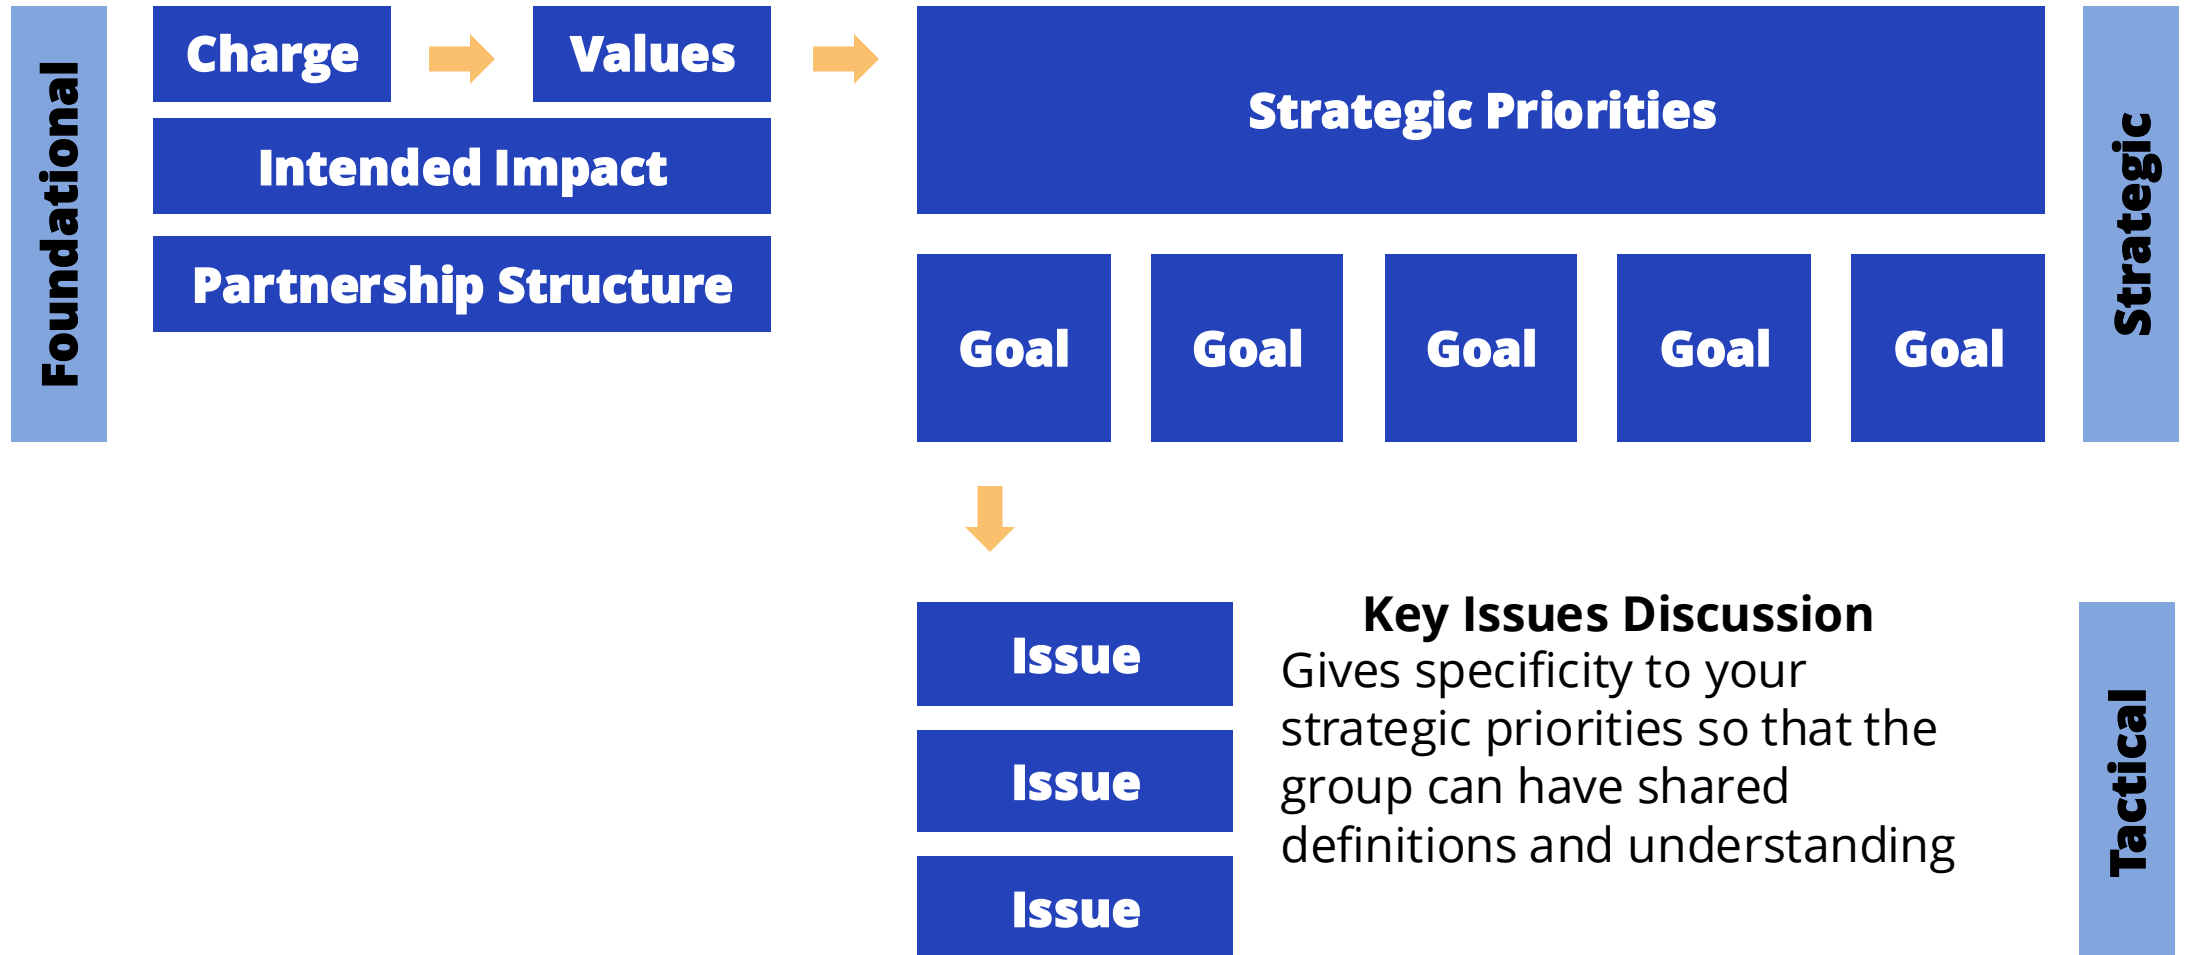 Foundational
Charge
Values
Intended Impact
Partnership Structure
Strategic Priorities
Goal
Goal
Goal
Goal
Goal
Strategic
Issue
Issue
Issue
Key Issues Discussion
Gives specificity to your
strategic priorities so that the
group can have shared
definitions and understanding
Tactical